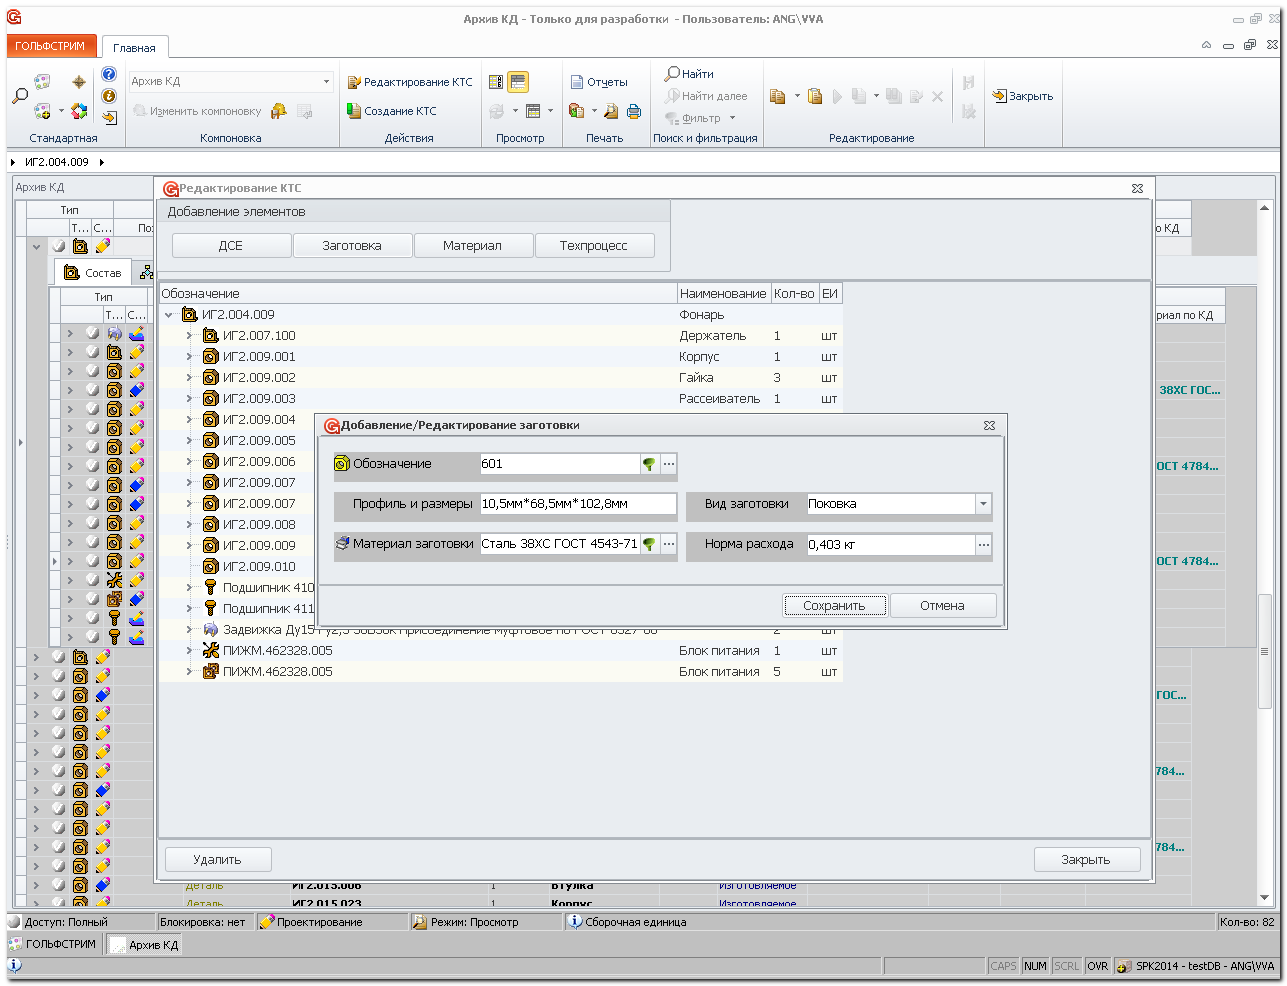 Архив КД - Только для разработки - Пользователь: ANG\VVA
ГОЛЬФСТРИМ
Главная
Архив КД
Изменить компоновку
Редактирование КТС
Создание КТС
Отчеты
Найти
Найти далее
Фильтр
Закрыть
Стандартная
Компоновка
Действия
Просмотр
Печать
Поиск и фильтрация
Редактирование
ИГ2.004.009
Архив КД
Тип
Т... С...
Поз
о КД
Состав
Тип
Т... С...
риал по КД
38ХС ГОС...
ОСТ 4784...
ОСТ 4784...
ГОС...
784...
784...
Редактирование КТС
Добавление элементов
ДСЕ
Заготовка
Материал
Техпроцесс
Обозначение Наименование Кол-во ЕИ
ИГ2.004.009 Фонарь
ИГ2.007.100 Держатель 1 шт
ИГ2.009.001 Корпус 1 шт
ИГ2.009.002 Гайка 3 шт
ИГ2.009.003 Рассеиватель 1 шт
ИГ2.009.004
ИГ2.009.005
ИГ2.009.006
ИГ2.009.007
ИГ2.009.007
ИГ2.009.008
ИГ2.009.009
ИГ2.009.010
Подшипник 410
Подшипник 411
Задвижка Ду15
ПИЖМ.462328.005 Блок питания 1 шт
ПИЖМ.462328.005 Блок питания 5 шт
Добавление/Редактирование заготовки
Обозначение 601
Профиль и размеры 10,5мм*68,5мм*102,8мм
Вид заготовки Поковка
Материал заготовки Сталь 38ХС ГОСТ 4543-71
Норма расхода 0,403 кг
Сохранить
Отмена
Удалить
Закрыть
Деталь ИГ2.015.006 1 Втулка Изготовляемое
Деталь ИГ2.015.023 1 Корпус Изготовляемое
Доступ: Полный
Блокировка: нет
Проектирование
Режим: Просмотр
Сборочная единица
Кол-во: 82
ГОЛЬФСТРИМ
Архив КД
CAPS NUM SCRL OVR
SPK2014 - testDB - ANG\VVA